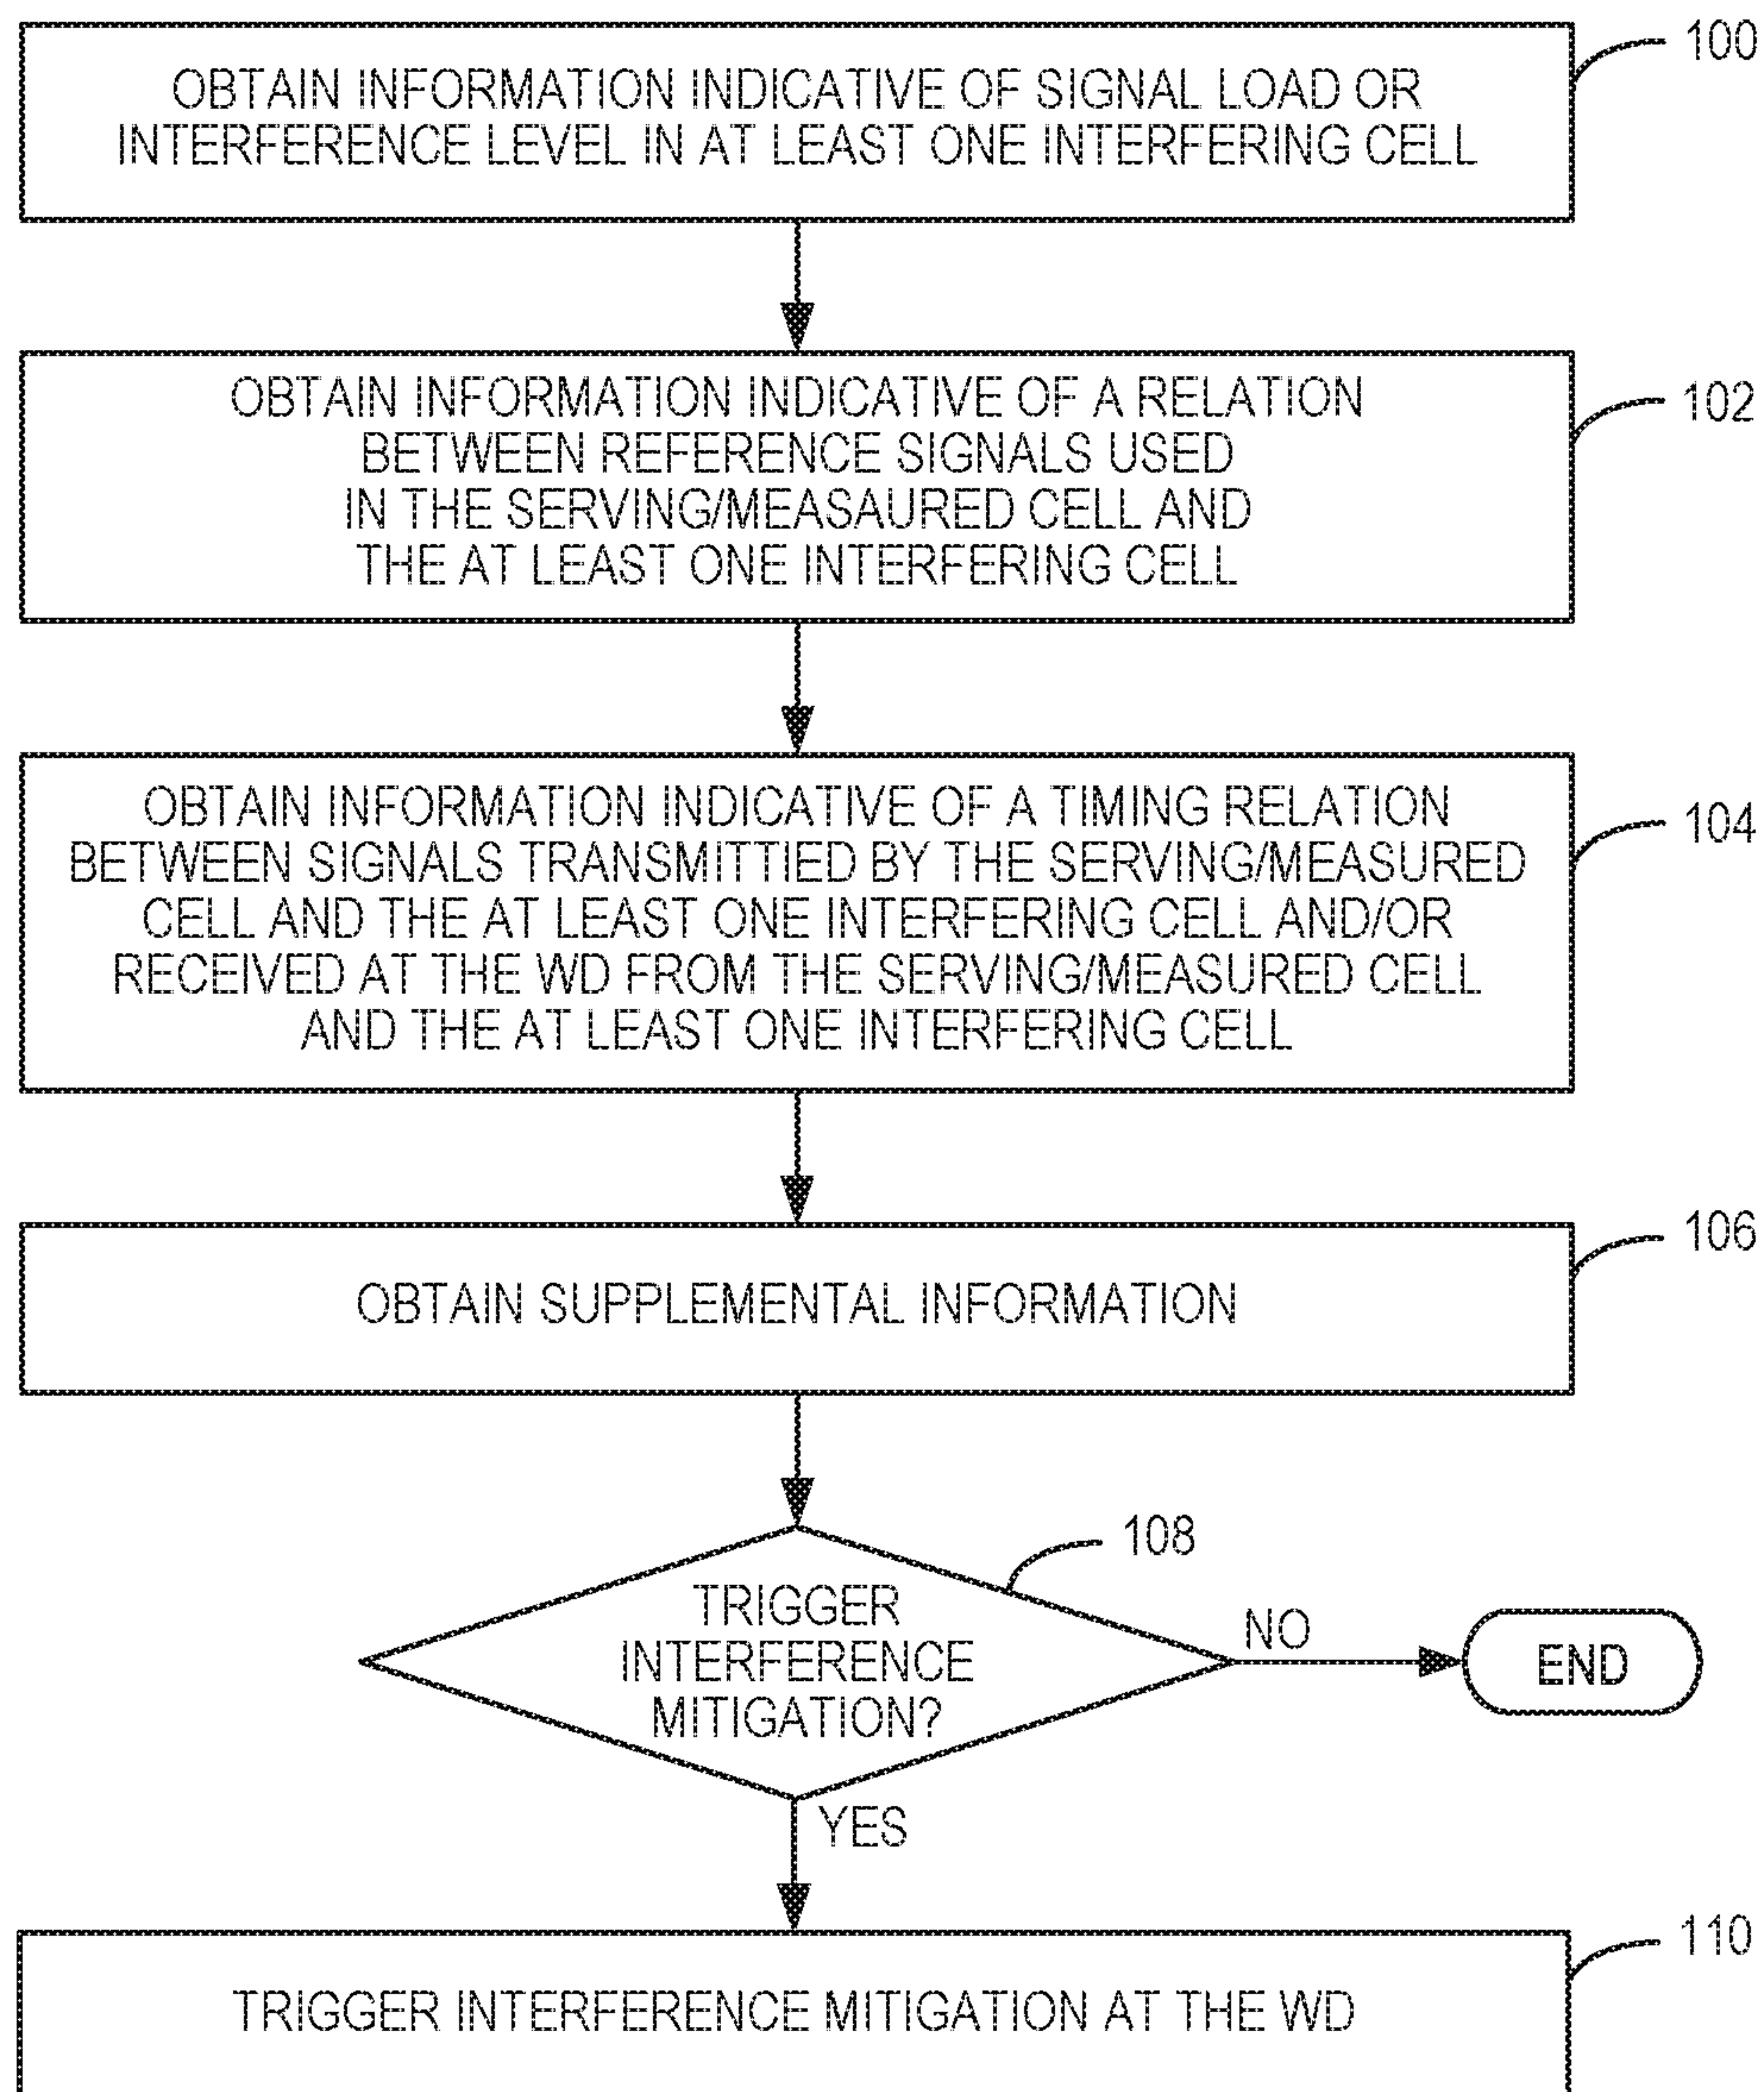 100
OBTAIN INFORMATION INDICATIVE OF SIGNAL LOAD OR
INTERFERENCE LEVEL IN AT LEAST ONE INTERFERING CELL
102
OBTAIN INFORMATION INDICATIVE OF A RELATION
BETWEEN REFERENCE SIGNALS USED
IN THE SERVING/MEASAURED CELL AND
THE AT LEAST ONE INTERFERING CELL
104
OBTAIN INFORMATION INDICATIVE OF A TIMING RELATION
BETWEEN SIGNALS TRANSMITTIED BY THE SERVING/MEASURED
CELL AND THE AT LEAST ONE INTERFERING CELL AND/OR
RECEIVED AT THE WD FROM THE SERVING/MEASURED CELL
AND THE AT LEAST ONE INTERFERING CELL
106
OBTAIN SUPPLEMENTAL INFORMATION
108
TRIGGER
INTERFERENCE
MITIGATION?
NO
END
YES
110
TRIGGER INTERFERENCE MITIGATION AT THE WD